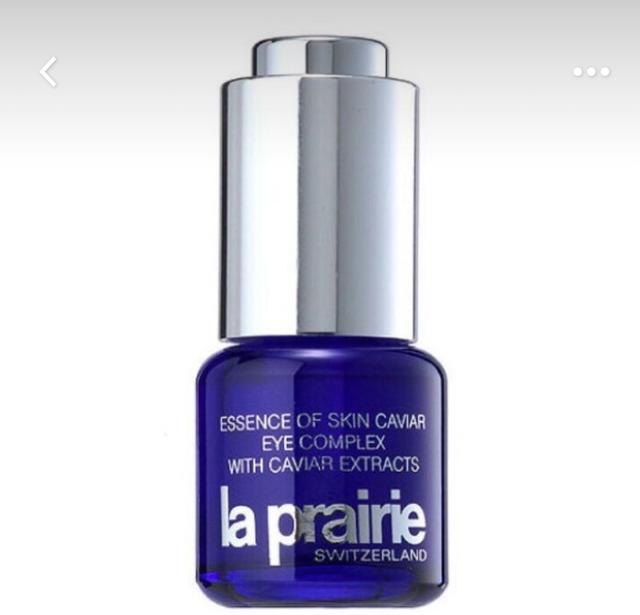 ESSENCE OF SKIN CAVIAR
EYE COMPLEX
WITH CAVIAR EXTRACTS
la prairie
SWITZERLAND